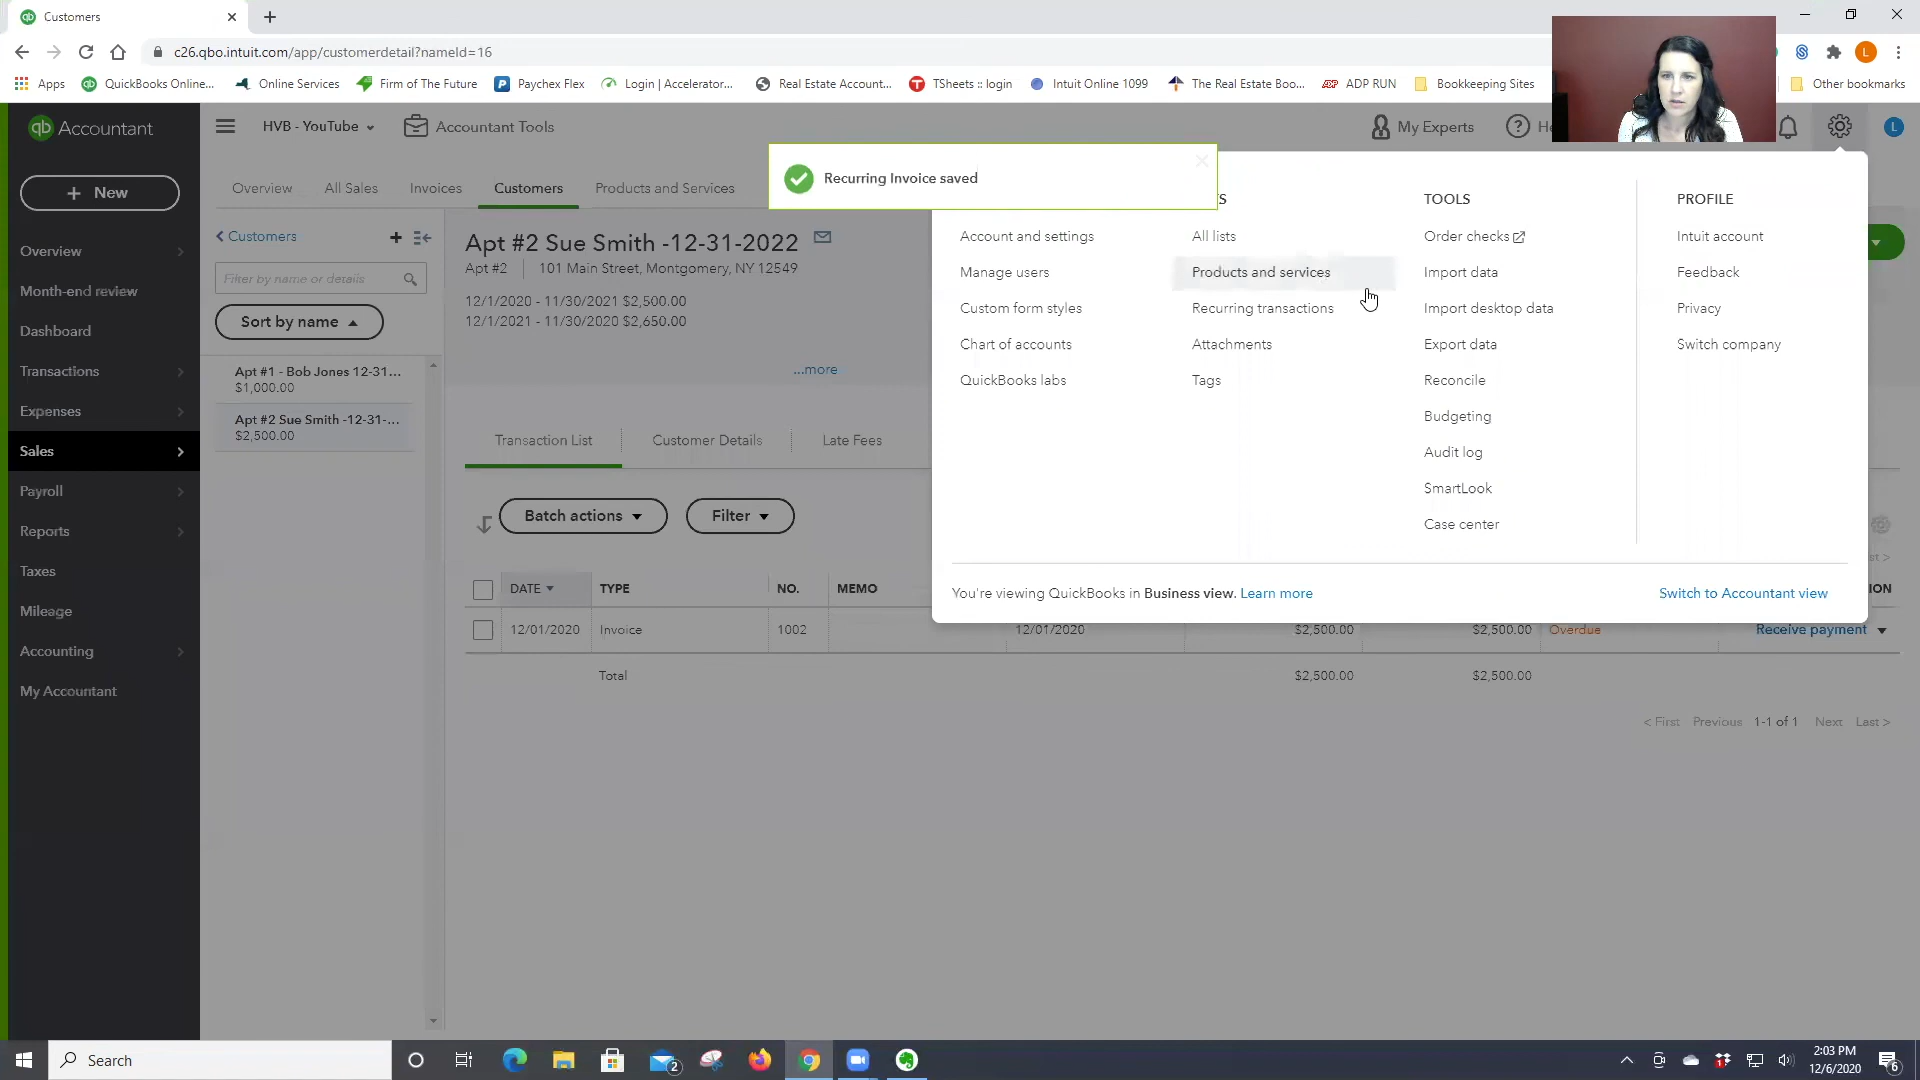 Customers
c26.qbo.intuit.com/app/customerdetail?nameId=16
L
Apps
QuickBooks Online...
Online Services
Firm of The Future
Paychex Flex
Login | Accelerator...
Real Estate Account...
TSheets :: login
Intuit Online 1099
The Real Estate Boo...
ADP RUN
Bookkeeping Sites
Other bookmarks
qb Accountant
HVB - YouTube
Accountant Tools
My Experts
L
+ New
Overview
All Sales
Invoices
Customers
Products and Services
Recurring Invoice saved
Customers
Filter by name or details
Sort by name
Apt #1 - Bob Jones 12-31...
$1,000.00
Apt #2 Sue Smith -12-31-...
$2,500.00
Overview
Month-end review
Dashboard
Transactions
Expenses
Sales
Payroll
Reports
Taxes
Mileage
Accounting
My Accountant
Apt #2 Sue Smith -12-31-2022
Apt #2
101 Main Street, Montgomery, NY 12549
12/1/2020 - 11/30/2021 $2,500.00
12/1/2021 - 11/30/2020 $2,650.00
...more
Transaction List
Customer Details
Late Fees
Batch actions
Filter
DATE
TYPE
NO.
MEMO
12/01/2020
Invoice
1002
12/01/2020
$2,500.00
$2,500.00
Overdue
Receive payment
Total
$2,500.00
$2,500.00
< First Previous 1-1 of 1 Next Last >
Account and settings
Manage users
Custom form styles
Chart of accounts
QuickBooks labs
All lists
Products and services
Recurring transactions
Attachments
Tags
TOOLS
Order checks
Import data
Import desktop data
Export data
Reconcile
Budgeting
Audit log
SmartLook
Case center
PROFILE
Intuit account
Feedback
Privacy
Switch company
You're viewing QuickBooks in Business view. Learn more
Switch to Accountant view
Search
2
1
2:03 PM
12/6/2020
6